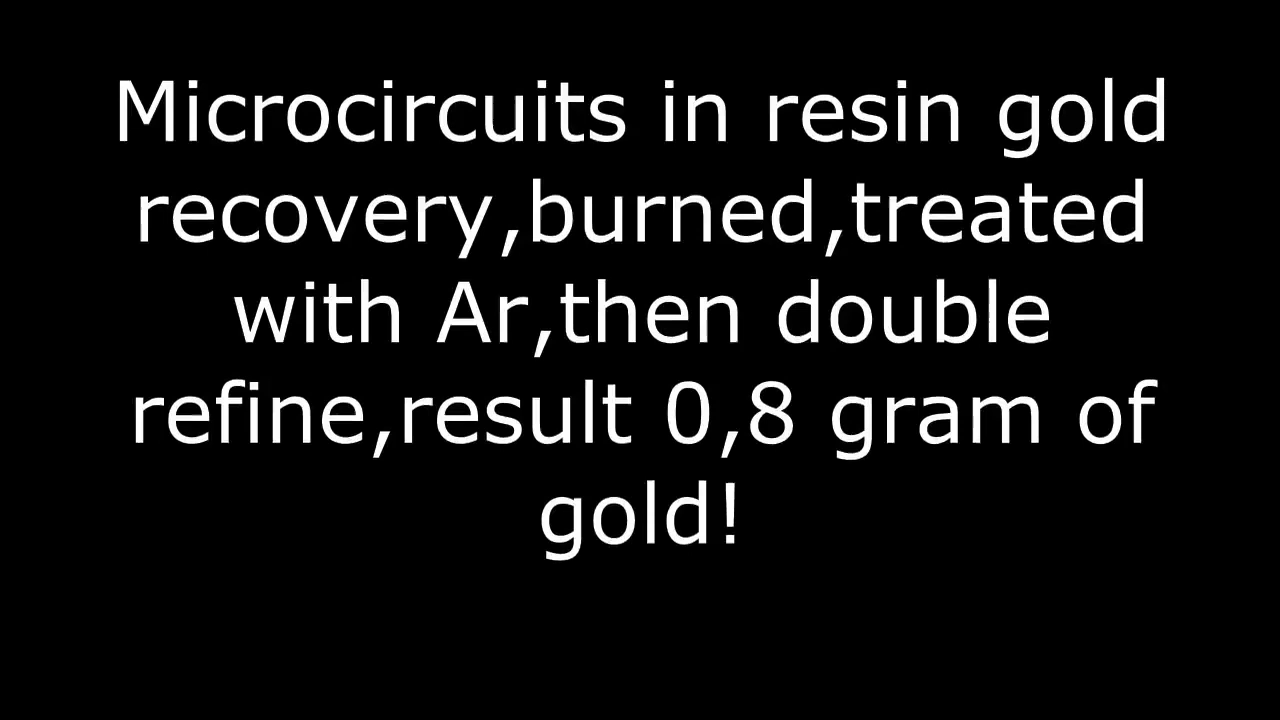 Microcircuits in resin gold
recovery,burned,treated
with Ar,then double
refine,result 0,8 gram of
gold!